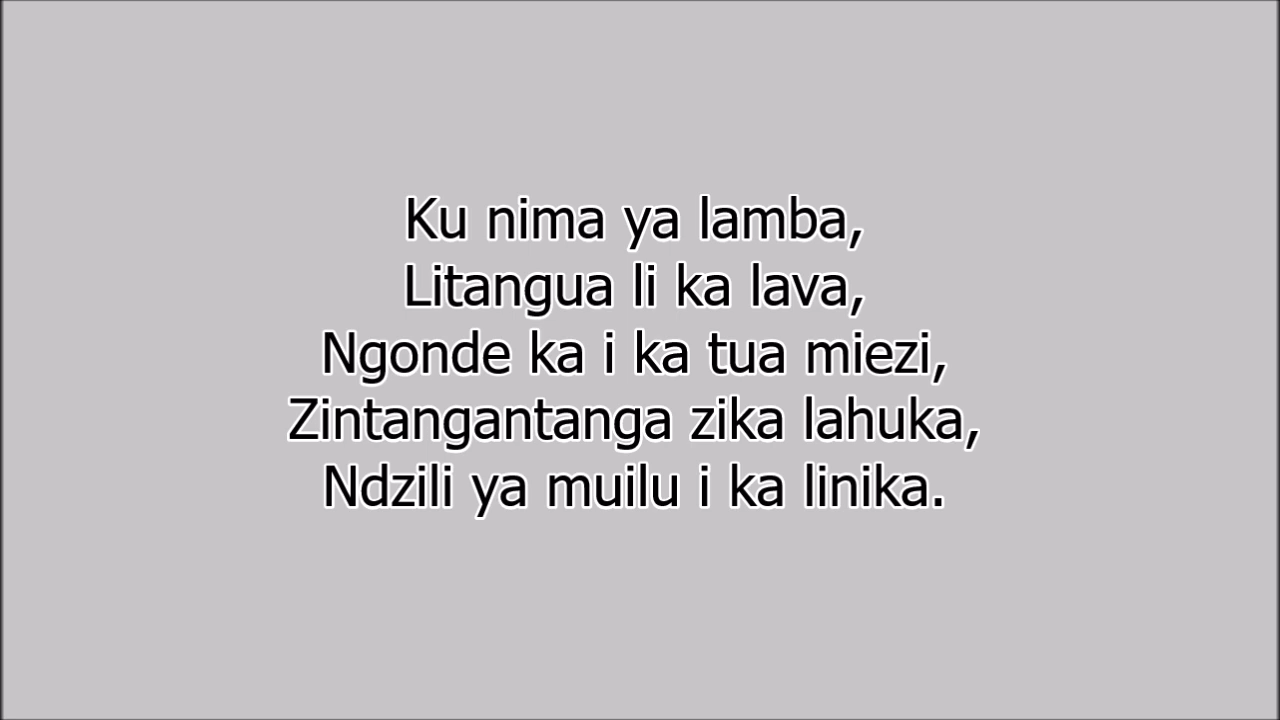 Ku nima ya lamba,
Litangua li ka lava,
Ngonde ka i ka tua miezi,
Zintangantanga zika lahuka,
Ndzili ya muilu i ka linika.